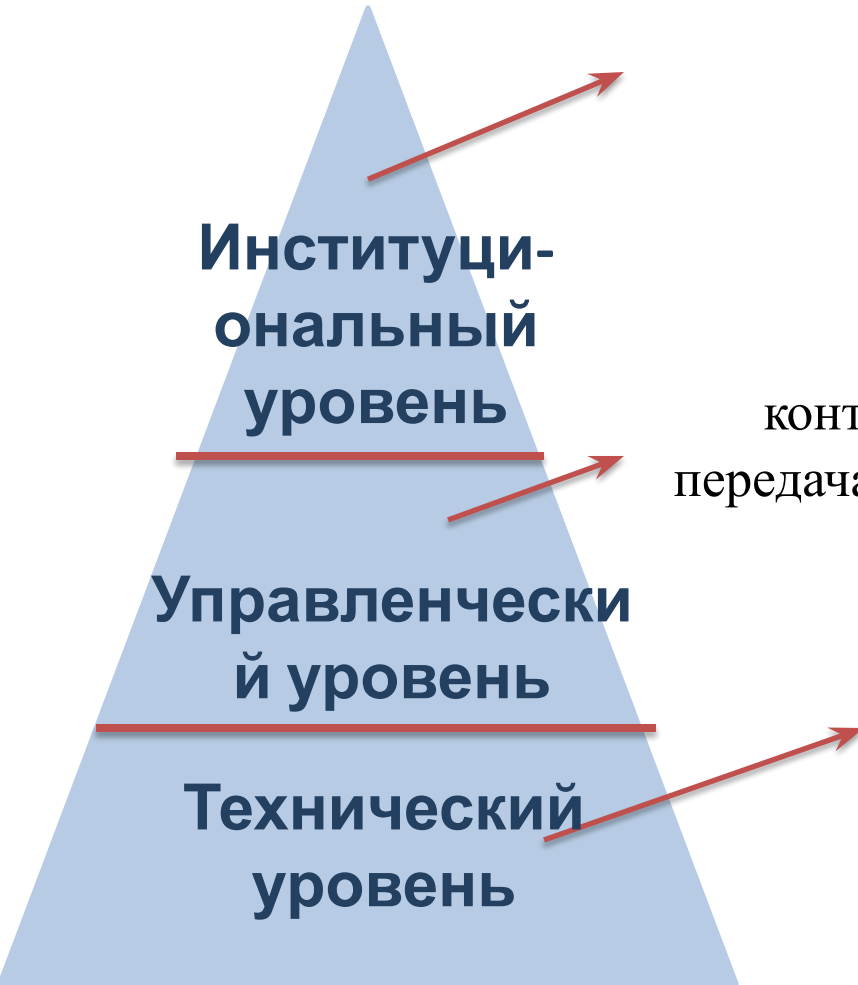 Институци-
ональный
уровень
Управленчески
й уровень
Технический
уровень